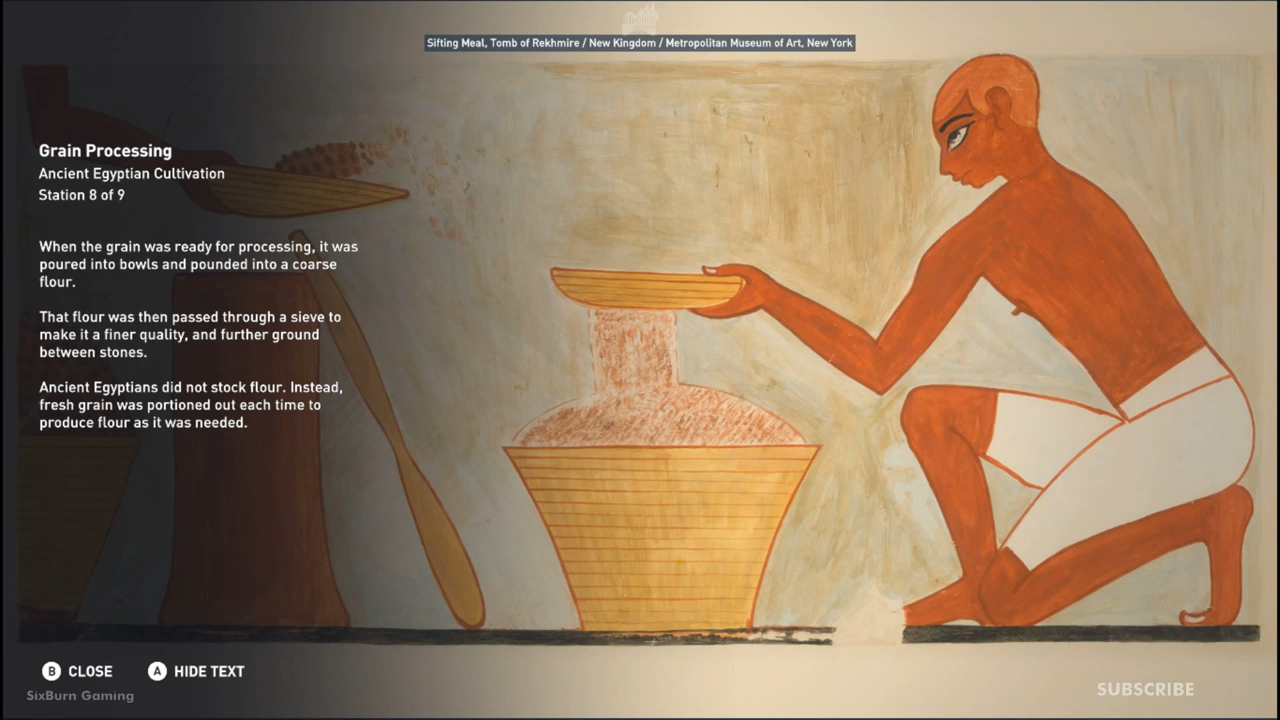 Sifting Meal, Tomb of Rekhmire / New Kingdom / Metropolitan Museum of Art, New York
Grain Processing
Ancient Egyptian Cultivation
Station 8 of 9
When the grain was ready for processing, it was
poured into bowls and pounded into a coarse
flour.
That flour was then passed through a sieve to
make it a finer quality, and further ground
between stones.
Ancient Egyptians did not stock flour. Instead,
fresh grain was portioned out each time to
produce flour as it was needed.
B CLOSE A HIDE TEXT
SixBurn Gaming
SUBSCRIBE